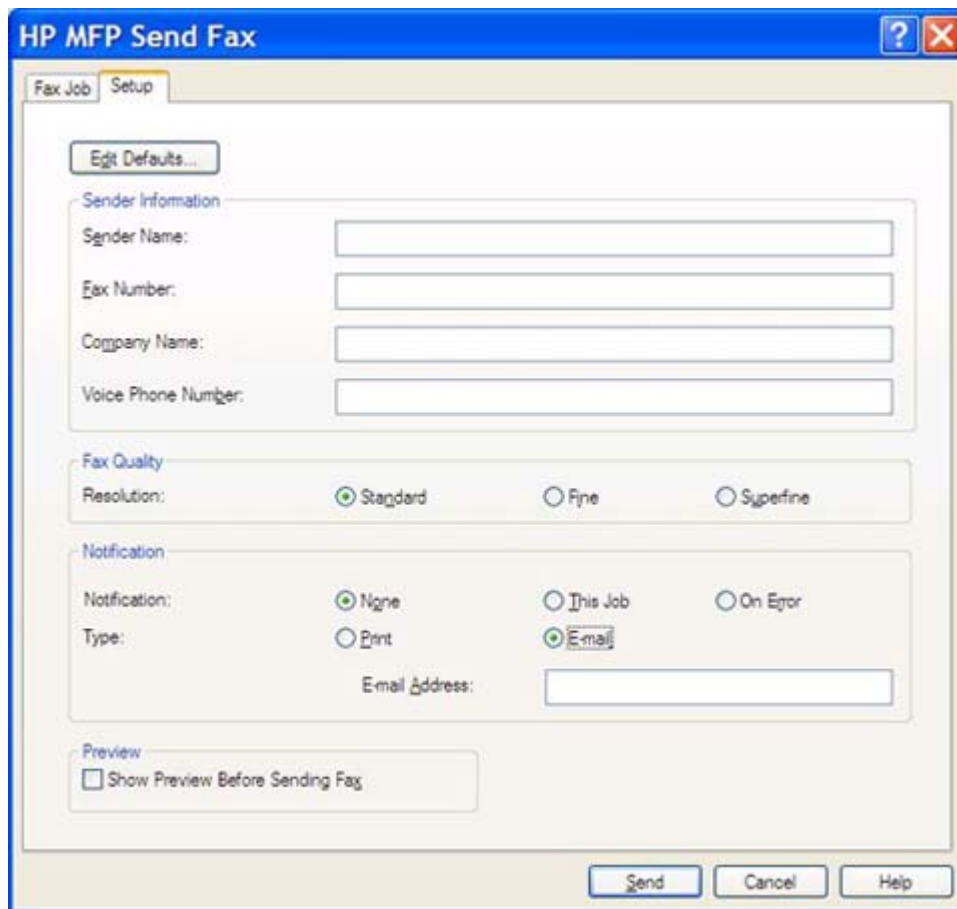 HP MFP Send Fax
Fax Job Setup
Edit Defaults...
Sender Information
Sender Name:
Fax Number:
Company Name:
Voice Phone Number:
Fax Quality
Resolution: Standard Fine Superfine
Notification
Notification: None This Job On Error
Type: Print E-mail
E-mail Address:
Preview
Show Preview Before Sending Fax
Send Cancel Help